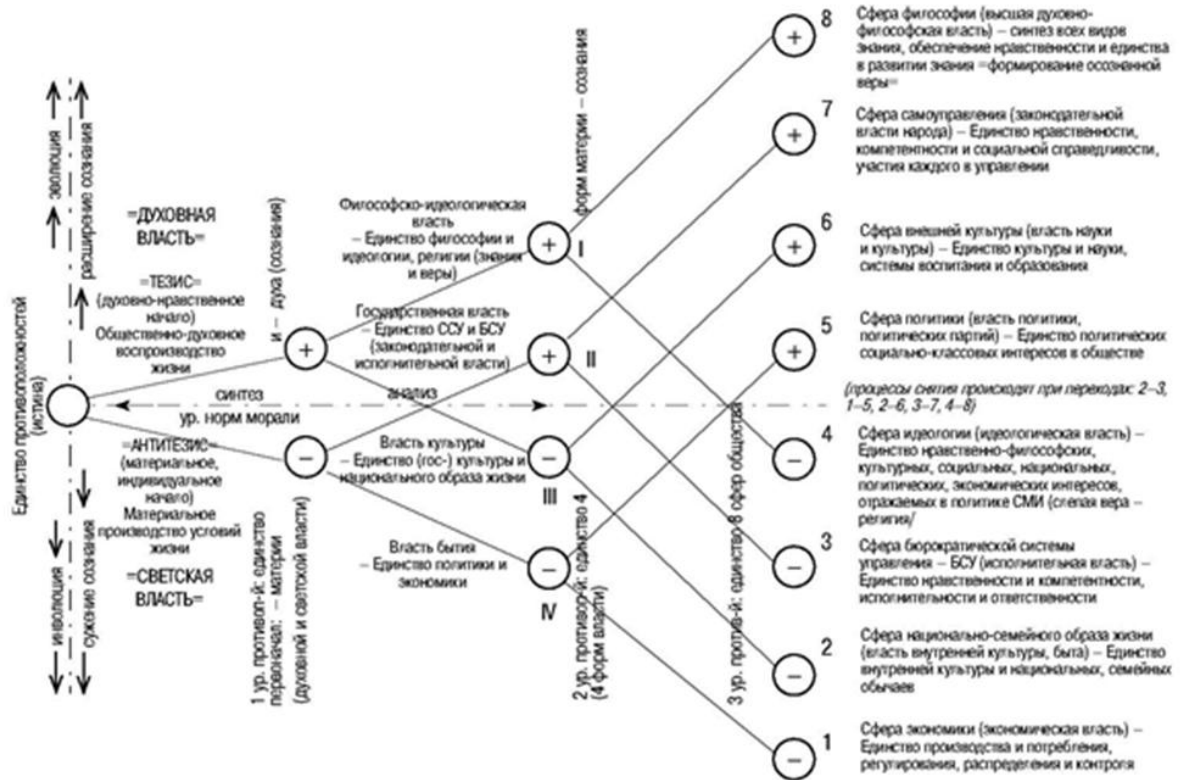 эволюция
расширение сознания
=ДУХОВНАЯ
ВЛАСТЬ=
=ТЕЗИС=
(духовно-нравственное
начало)
Общественно-духовное
воспроизводство
жизни
Единство противоположностей
(истина)
синтез
анализ
ур. норм морали
=АНТИТЕЗИС=
(материальное,
индивидуальное
начало)
Материальное
производство условий
жизни
=СВЕТСКАЯ
ВЛАСТЬ=
инволюция
сужение сознания
1 ур. противоп-й: единство
первоначал: – материи
и – духа (сознания)
(духовной и светской власти)
+
–
Философско-идеологическая
власть
– Единство философии и
идеологии, религии (знания
и веры)
+
I
Государственная власть
– Единство ССУ и БСУ
(законодательной и
исполнительной власти)
+
II
Власть культуры
– Единство (гос-) культуры и
национального образа жизни
–
III
Власть бытия
– Единство политики и
экономики
–
IV
2 ур. противор-й: единство 4
форм материи – сознания
(4 форм власти)
3 ур. против-й: единство 8 сфер общества
+
8
Сфера философии (высшая духовно-
философская власть) – синтез всех видов
знания, обеспечение нравственности и единства
в развитии знания =формирование осознанной
веры=
+
7
Сфера самоуправления (законодательной
власти народа) – Единство нравственности,
компетентности и социальной справедливости,
участия каждого в управлении
+
6
Сфера внешней культуры (власть науки
и культуры) – Единство культуры и науки,
системы воспитания и образования
+
5
Сфера политики (власть политики,
политических партий) – Единство политических
социально-классовых интересов в обществе
(процессы снятия происходят при переходах: 2–3,
1–5, 2–6, 3–7, 4–8)
–
4
Сфера идеологии (идеологическая власть) –
Единство нравственно-философских,
культурных, социальных, национальных,
политических, экономических интересов,
отражаемых в политике СМИ (слепая вера –
религия/
–
3
Сфера бюрократической системы
управления – БСУ (исполнительная власть) –
Единство нравственности и компетентности,
исполнительности и ответственности
–
2
Сфера национально-семейного образа жизни
(власть внутренней культуры, быта) – Единство
внутренней культуры и национальных, семейных
обычаев
–
1
Сфера экономики (экономическая власть) –
Единство производства и потребления,
регулирования, распределения и контроля